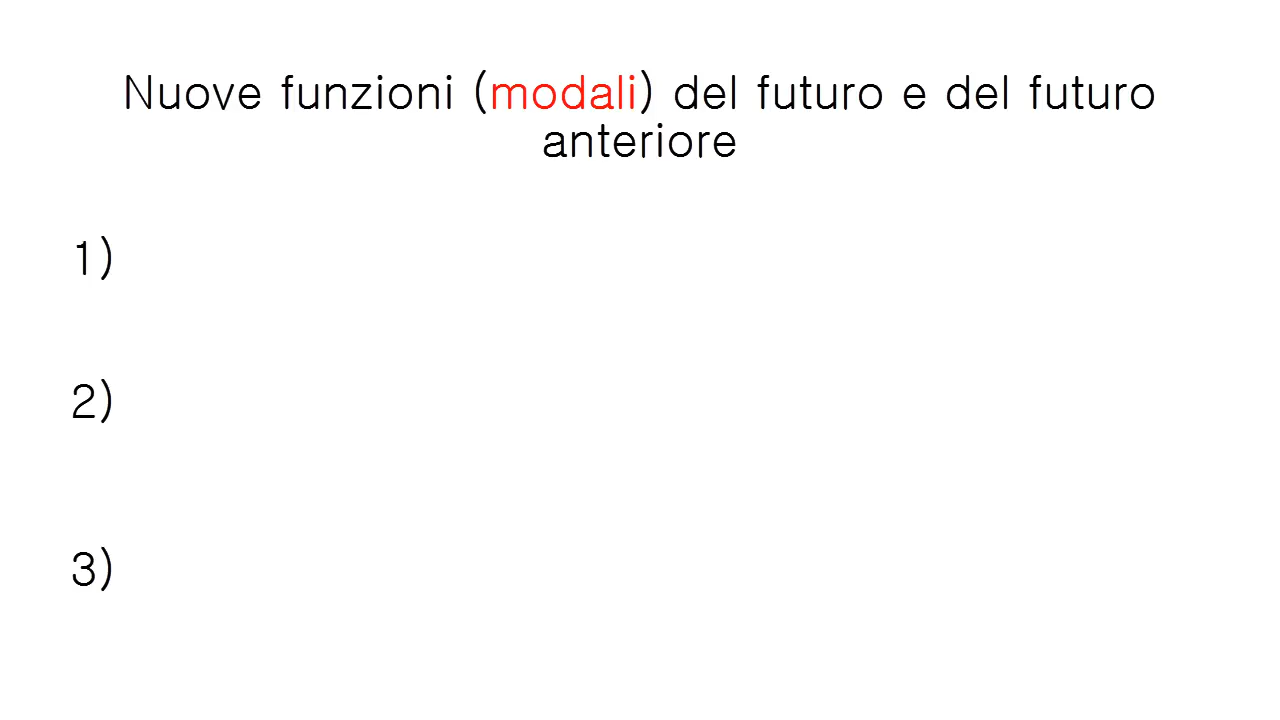 Nuove funzioni (modali) del futuro e del futuro
anteriore
1)
2)
3)